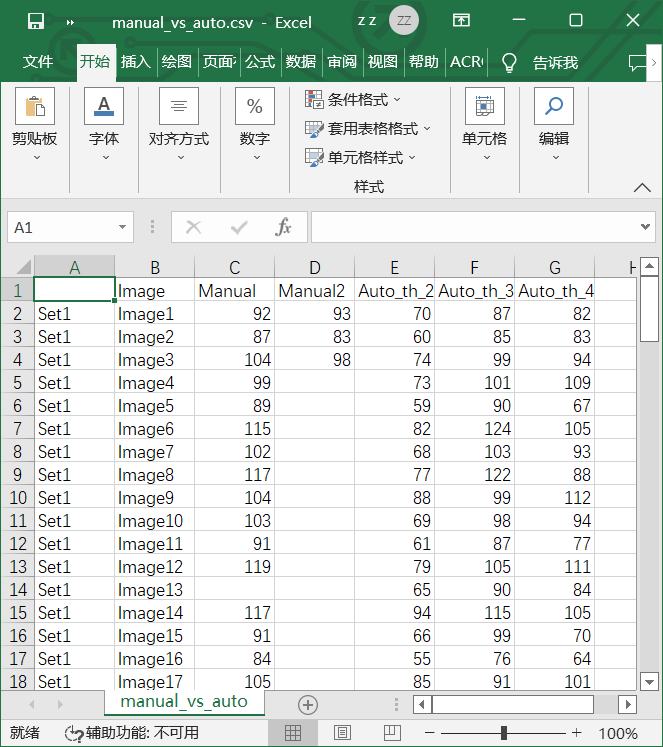 manual_vs_auto.csv - Excel z z ZZ
文件 开始 插入 绘图 页面 公式 数据 审阅 视图 帮助 ACR 告诉我
剪贴板 字体 对齐方式 数字 条件格式 套用表格格式 单元格样式 样式 单元格 编辑
A1 fx
A B C D E F G H
1 Image Manual Manual2 Auto_th_2 Auto_th_3 Auto_th_4
2 Set1 Image1 92 93 70 87 82
3 Set1 Image2 87 83 60 85 83
4 Set1 Image3 104 98 74 99 94
5 Set1 Image4 99 73 101 109
6 Set1 Image5 89 59 90 67
7 Set1 Image6 115 82 124 105
8 Set1 Image7 102 68 103 93
9 Set1 Image8 117 77 122 88
10 Set1 Image9 104 88 99 112
11 Set1 Image10 103 69 98 94
12 Set1 Image11 91 61 87 77
13 Set1 Image12 119 79 105 111
14 Set1 Image13 65 90 84
15 Set1 Image14 117 94 115 105
16 Set1 Image15 91 66 99 70
17 Set1 Image16 84 55 76 64
18 Set1 Image17 105 85 91 101
manual_vs_auto
就绪 辅助功能: 不可用 100%